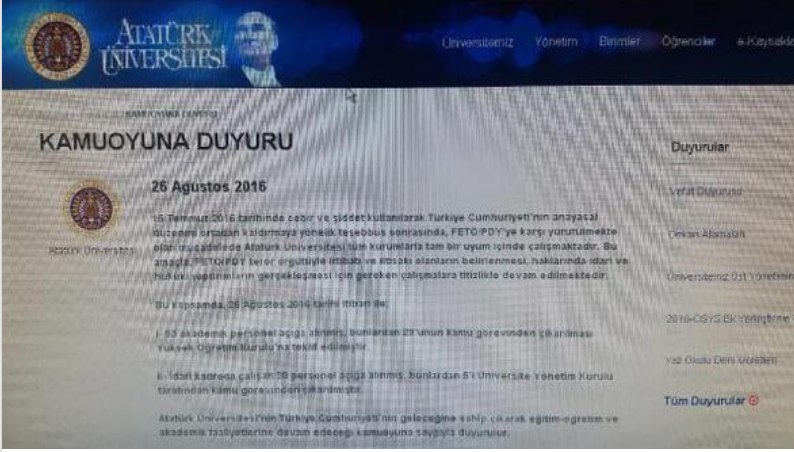 ATATÜRK
ÜNİVERSİTESİ
Üniversitemiz Yönetim Birimler Öğrenciler
KAMUOYUNA DUYURU
KAMUOYUNA DUYURU
Duyurular
26 Agustos 2016
Vefat Duyurusu
15 Temmuz 2016 tarihinde cebir ve şiddet kullanılarak Türkiye Cumhuriyeti'nin anayasal
düzenini ortadan kaldırmaya yönelik teşebbüs sonrasında, FETÖ/PDY'ye karşı yürütülmekte
olan mücadelede Atatürk Üniversitesi tüm kurumlarla tam bir uyum içinde çalışmaktadır. Bu
Atatürk Üniversitesi
Dekan Atamaları
amaçla, FETÖ/PDY terör örgütüyle irtibatı ve iltisakı olanların belirlenmesi, haklarında idari ve
hukuki yaptırımların gerçekleşmesi için gereken çalışmalara titizlikle devam edilmektedir.
Üniversitemiz Üst Yönetimin
Bu kapsamda, 26 Ağustos 2016 tarihi itibari ile;
2016-ÖSYS Ek Yerleştirme
akademik personel açığa alınmış, bunlardan 29'unun kamu görevinden çıkarılması
Yüksek Öğretim Kurulu'na teklif edilmiştir.
Yaz Okulu Ders Ücretleri
İdari kadroda çalışan personel açığa alınmış, bunlardan 5'i Üniversite Yönetim Kurulu
tarafından kamu görevinden çıkarılmıştır.
Tüm Duyurular
Atatürk Üniversitesi'nin Türkiye Cumhuriyeti'nin geleceğine sahip çıkarak eğitim-öğretim ve
akademik faaliyetlerine devam edeceği kamuoyuna saygıyla duyurulur.